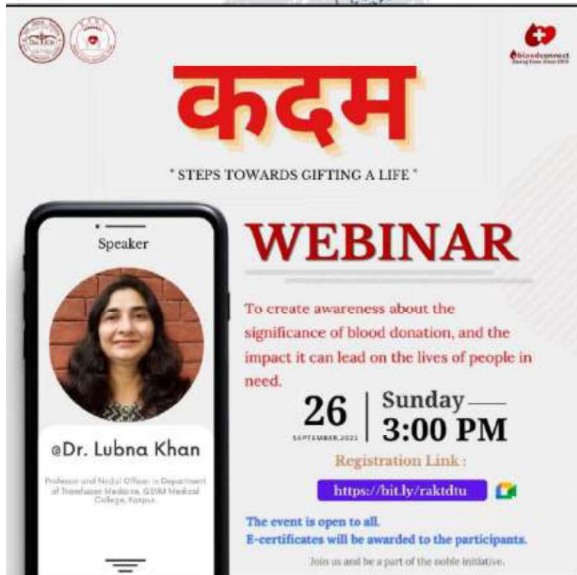 bloodconnect
कदम
" STEPS TOWARDS GIFTING A LIFE "
Speaker
@Dr. Lubna Khan
Professor and Nodal Officer in Department
of Transfusion Medicine, GSVM Medical
College, Kanpur.
WEBINAR
To create awareness about the
significance of blood donation, and the
impact it can lead on the lives of people in
need.
26
SEPTEMBER,2021
Sunday
3:00 PM
Registration Link :
https://bit.ly/raktdtu
The event is open to all.
E-certificates will be awarded to the participants.
Join us and be a part of the noble initiative.